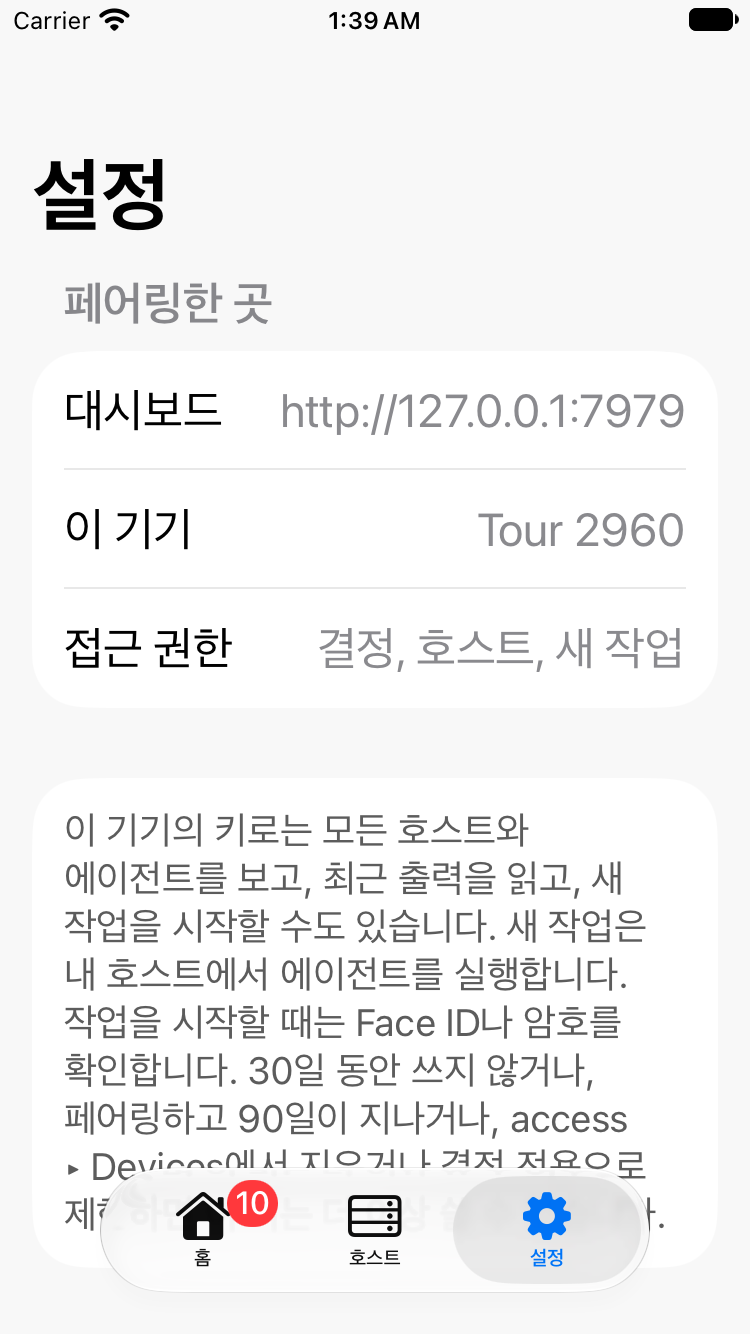 Carrier 1:39 AM
설정
페어링한 곳
대시보드 http://127.0.0.1:7979
이 기기 Tour 2960
접근 권한 결정, 호스트, 새 작업
이 기기의 키로는 모든 호스트와
에이전트를 보고, 최근 출력을 읽고, 새
작업을 시작할 수도 있습니다. 새 작업은
내 호스트에서 에이전트를 실행합니다.
작업을 시작할 때는 Face ID나 암호를
확인합니다. 30일 동안 쓰지 않거나,
페어링하고 90일이 지나거나, access
▸ Devices에서 지우거나 결정 전용으로
10
홈 호스트 설정